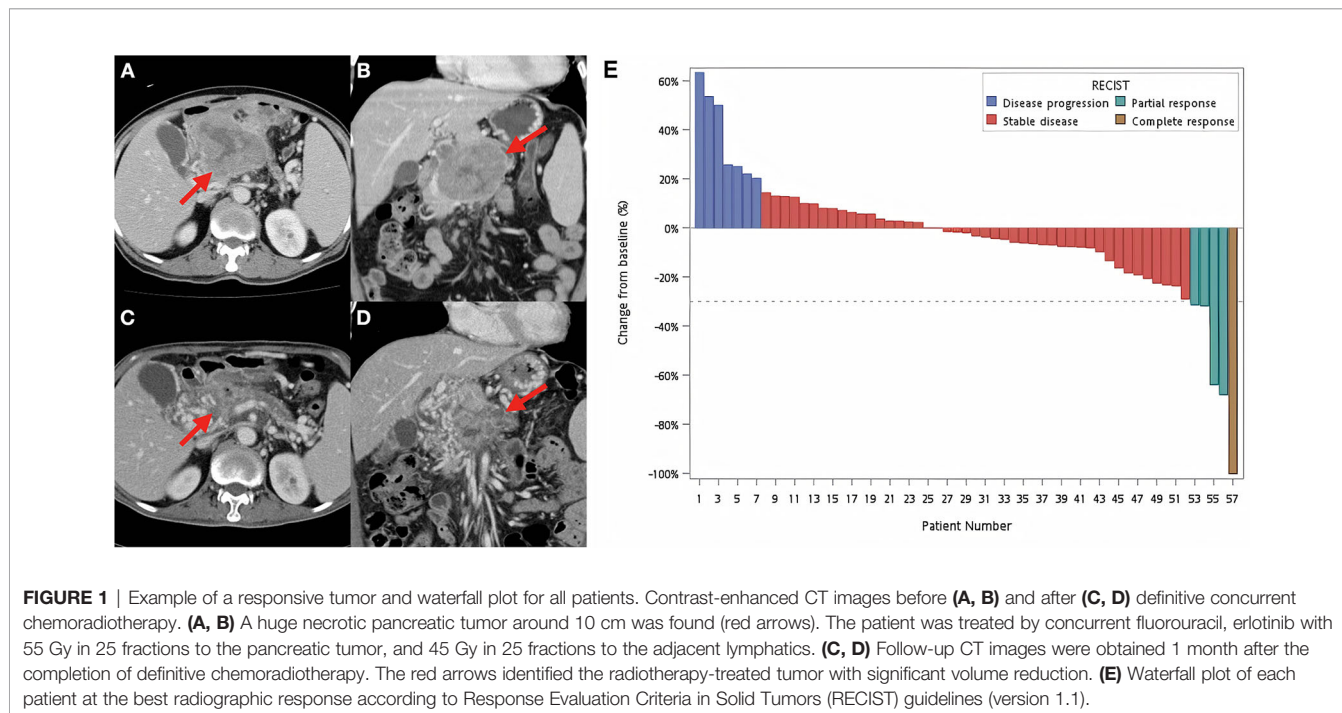 A
B
C
D
E
60%
40%
20%
0%
-20%
-40%
-60%
-80%
-100%
Change from baseline (%)
RECIST
Disease progression
Partial response
Stable disease
Complete response
1 3 5 7 9 11 13 15 17 19 21 23 25 27 29 31 33 35 37 39 41 43 45 47 49 51 53 55 57
Patient Number
FIGURE 1 | Example of a responsive tumor and waterfall plot for all patients. Contrast-enhanced CT images before (A, B) and after (C, D) definitive concurrent
chemoradiotherapy. (A, B) A huge necrotic pancreatic tumor around 10 cm was found (red arrows). The patient was treated by concurrent fluorouracil, erlotinib with
55 Gy in 25 fractions to the pancreatic tumor, and 45 Gy in 25 fractions to the adjacent lymphatics. (C, D) Follow-up CT images were obtained 1 month after the
completion of definitive chemoradiotherapy. The red arrows identified the radiotherapy-treated tumor with significant volume reduction. (E) Waterfall plot of each
patient at the best radiographic response according to Response Evaluation Criteria in Solid Tumors (RECIST) guidelines (version 1.1).